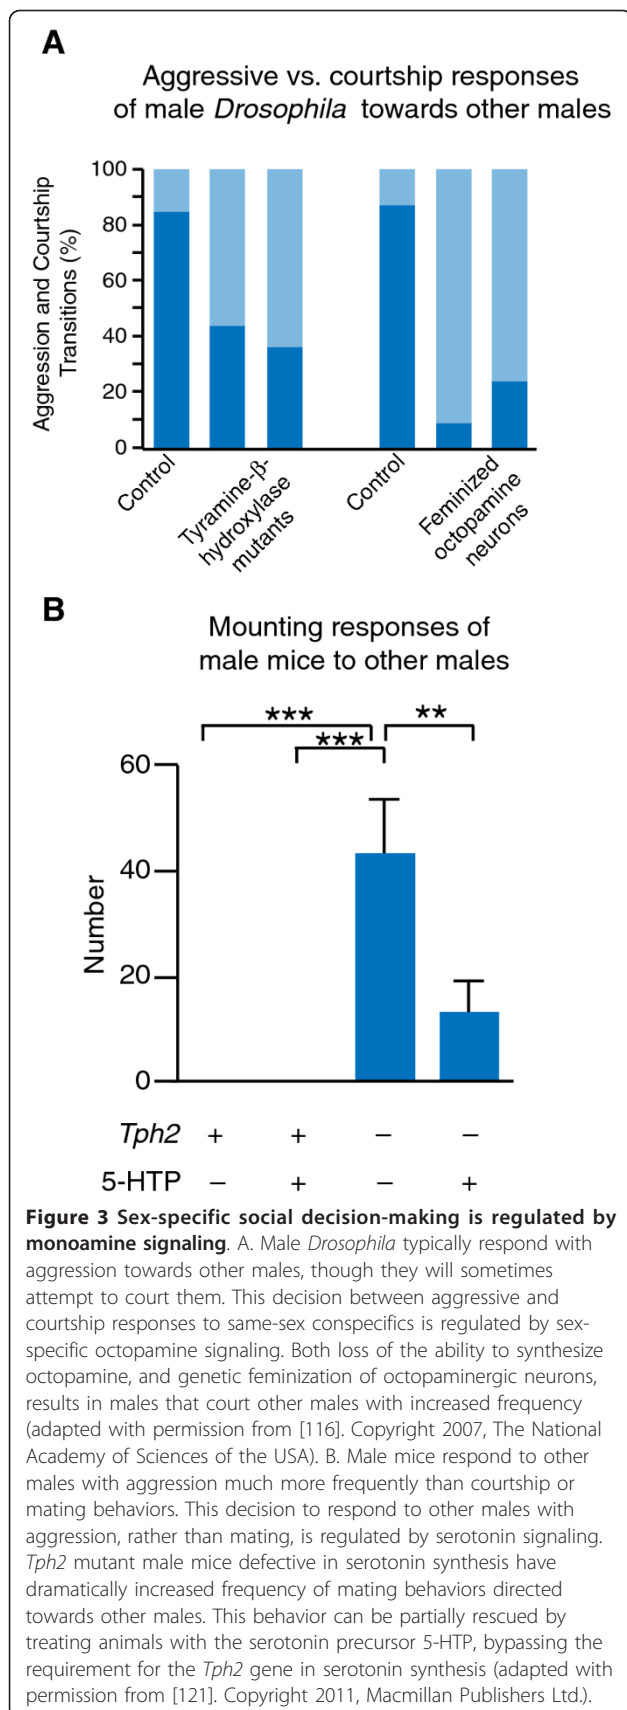 A
Aggressive vs. courtship responses
of male Drosophila towards other males
Aggression and Courtship
Transitions (%)
100
80
60
40
20
0
Control
Tyramine-β-
hydroxylase
mutants
Control
Feminized
octopamine
neurons
B
Mounting responses of
male mice to other males
*** **
***
Number
60
40
20
0
Tph2 + + – –
5-HTP – + – +
Figure 3 Sex-specific social decision-making is regulated by
monoamine signaling. A. Male Drosophila typically respond with
aggression towards other males, though they will sometimes
attempt to court them. This decision between aggressive and
courtship responses to same-sex conspecifics is regulated by sex-
specific octopamine signaling. Both loss of the ability to synthesize
octopamine, and genetic feminization of octopaminergic neurons,
results in males that court other males with increased frequency
(adapted with permission from [116]. Copyright 2007, The National
Academy of Sciences of the USA). B. Male mice respond to other
males with aggression much more frequently than courtship or
mating behaviors. This decision to respond to other males with
aggression, rather than mating, is regulated by serotonin signaling.
Tph2 mutant male mice defective in serotonin synthesis have
dramatically increased frequency of mating behaviors directed
towards other males. This behavior can be partially rescued by
treating animals with the serotonin precursor 5-HTP, bypassing the
requirement for the Tph2 gene in serotonin synthesis (adapted with
permission from [121]. Copyright 2011, Macmillan Publishers Ltd.).